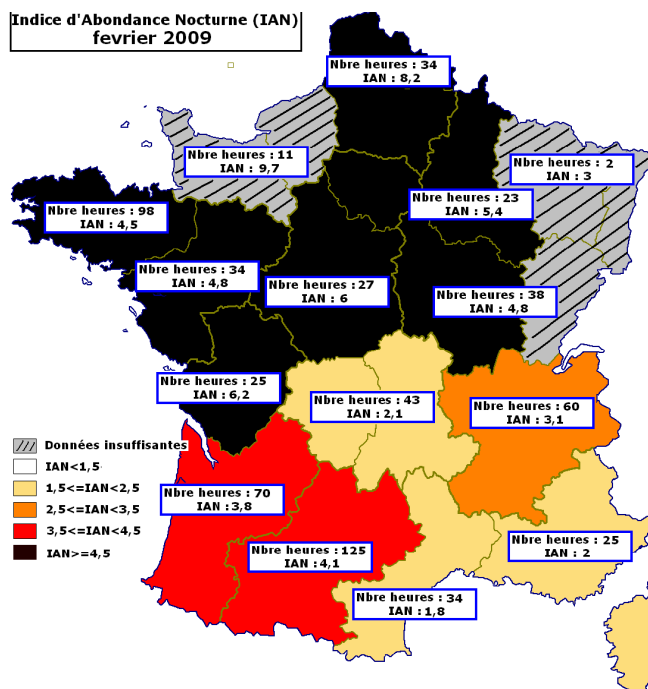 Indice d'Abondance Nocturne (IAN)
fevrier 2009
Nbre heures : 34
IAN : 8,2
Nbre heures : 11
IAN : 9,7
Nbre heures : 2
IAN : 3
Nbre heures : 98
IAN : 4,5
Nbre heures : 23
IAN : 5,4
Nbre heures : 34
IAN : 4,8
Nbre heures : 27
IAN : 6
Nbre heures : 38
IAN : 4,8
Nbre heures : 25
IAN : 6,2
Nbre heures : 43
IAN : 2,1
Nbre heures : 60
IAN : 3,1
Données insuffisantes
IAN<1,5
1,5<=IAN<2,5
2,5<=IAN<3,5
3,5<=IAN<4,5
IAN>=4,5
Nbre heures : 70
IAN : 3,8
Nbre heures : 125
IAN : 4,1
Nbre heures : 25
IAN : 2
Nbre heures : 34
IAN : 1,8